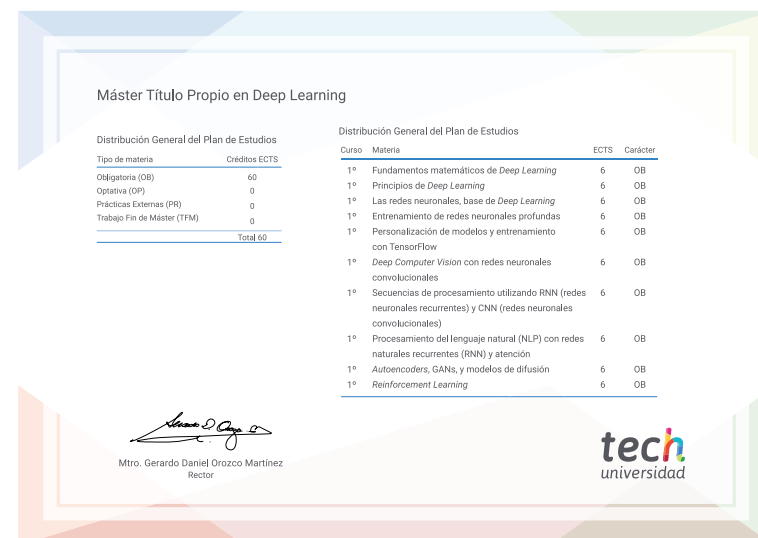 Máster Título Propio en Deep Learning
Distribución General del Plan de Estudios
Tipo de materia Créditos ECTS
Obligatoria (OB) 60
Optativa (OP) 0
Prácticas Externas (PR) 0
Trabajo Fin de Máster (TFM) 0
Total 60
Distribución General del Plan de Estudios
Curso Materia ECTS Carácter
1º Fundamentos matemáticos de Deep Learning 6 OB
1º Principios de Deep Learning 6 OB
1º Las redes neuronales, base de Deep Learning 6 OB
1º Entrenamiento de redes neuronales profundas 6 OB
1º Personalización de modelos y entrenamiento 6 OB
con TensorFlow
1º Deep Computer Vision con redes neuronales 6 OB
convolucionales
1º Secuencias de procesamiento utilizando RNN (redes 6 OB
neuronales recurrentes) y CNN (redes neuronales
convolucionales)
1º Procesamiento del lenguaje natural (NLP) con redes 6 OB
naturales recurrentes (RNN) y atención
1º Autoencoders, GANs, y modelos de difusión 6 OB
1º Reinforcement Learning 6 OB
Mtro. Gerardo Daniel Orozco Martínez
Rector
tech
universidad